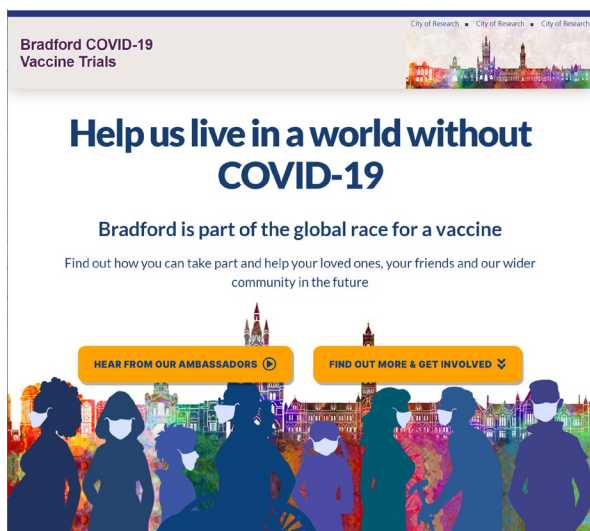 City of Research ■ City of Research ■ City of Research
Bradford COVID-19
Vaccine Trials
Help us live in a world without
COVID-19
Bradford is part of the global race for a vaccine
Find out how you can take part and help your loved ones, your friends and our wider
community in the future
HEAR FROM OUR AMBASSADORS
FIND OUT MORE & GET INVOLVED